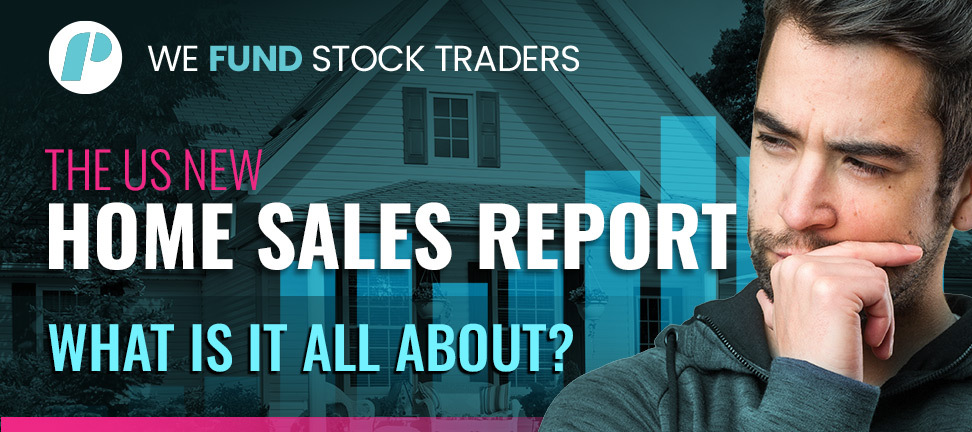 P
WE FUND STOCK TRADERS
THE US NEW
HOME SALES REPORT
WHAT IS IT ALL ABOUT?